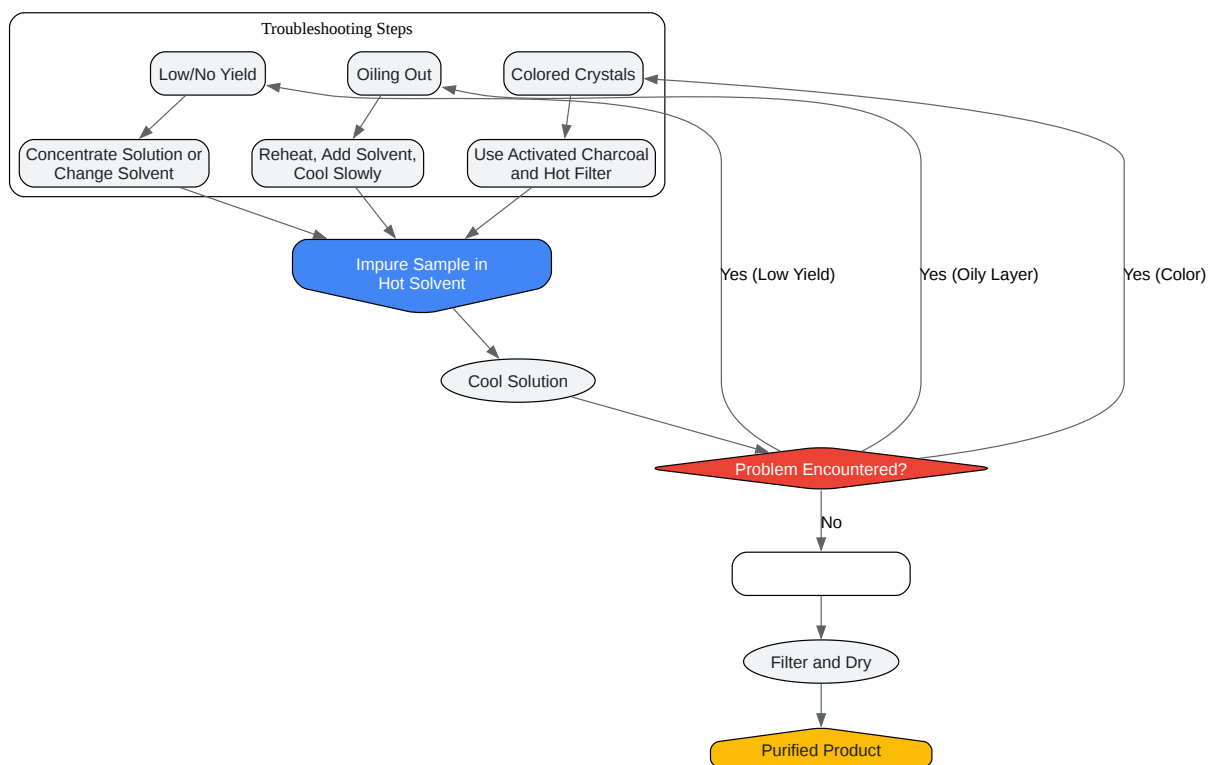 Troubleshooting Steps
Low/No Yield
Oiling Out
Colored Crystals
Concentrate Solution or
Change Solvent
Reheat, Add Solvent,
Cool Slowly
Use Activated Charcoal
and Hot Filter
Impure Sample in
Hot Solvent
Yes (Low Yield)
Yes (Oily Layer)
Yes (Color)
Cool Solution
Problem Encountered?
No
Filter and Dry
Purified Product